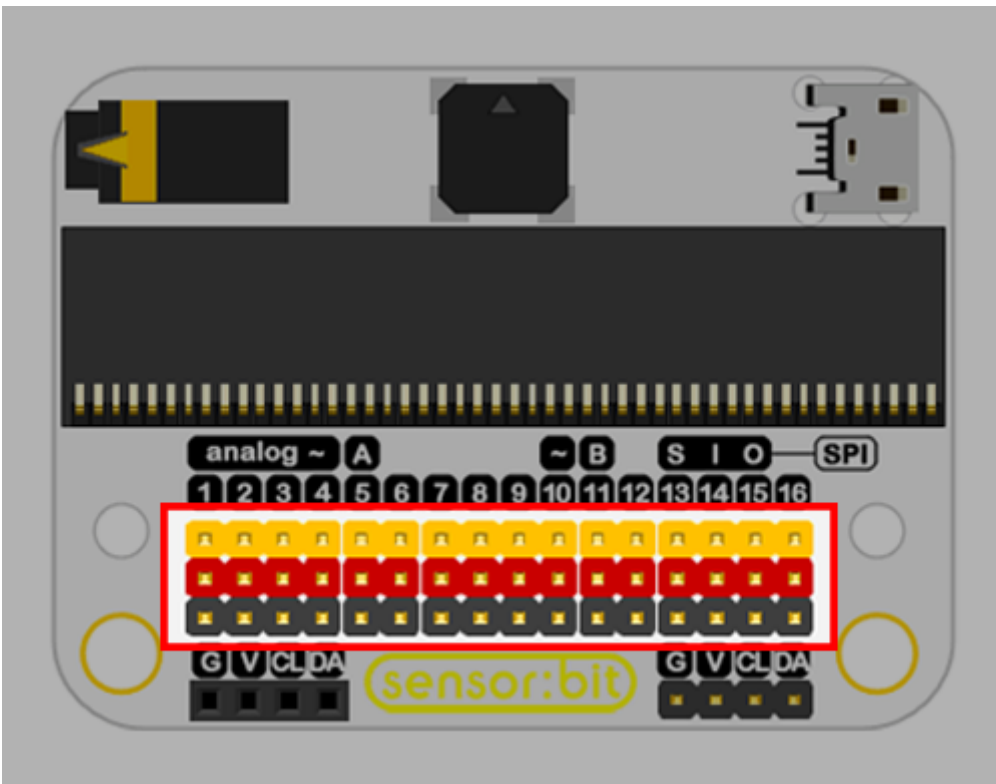 analog ~ A ~ B S I O SPI
1 2 3 4 5 6 7 8 9 10 11 12 13 14 15 16
G V CL DA sensor:bit G V CL DA